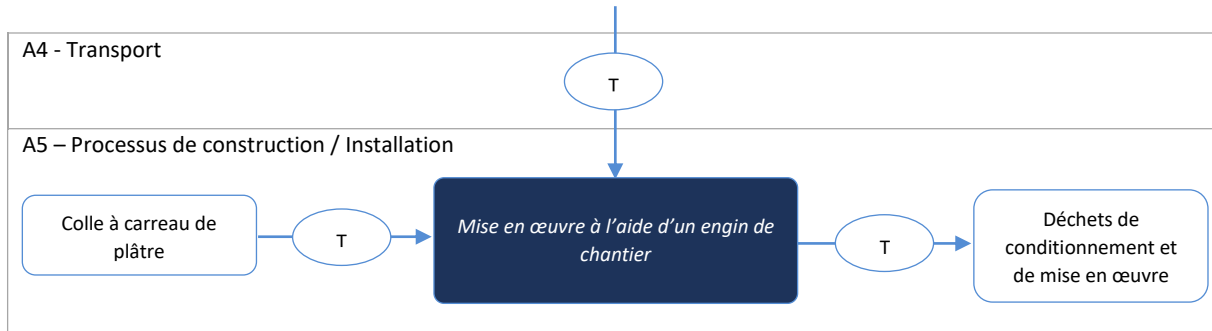 A4 - Transport
T
A5 – Processus de construction / Installation
Colle à carreau de
plâtre
T
Mise en œuvre à l’aide d’un engin de
chantier
T
Déchets de
conditionnement et
de mise en œuvre